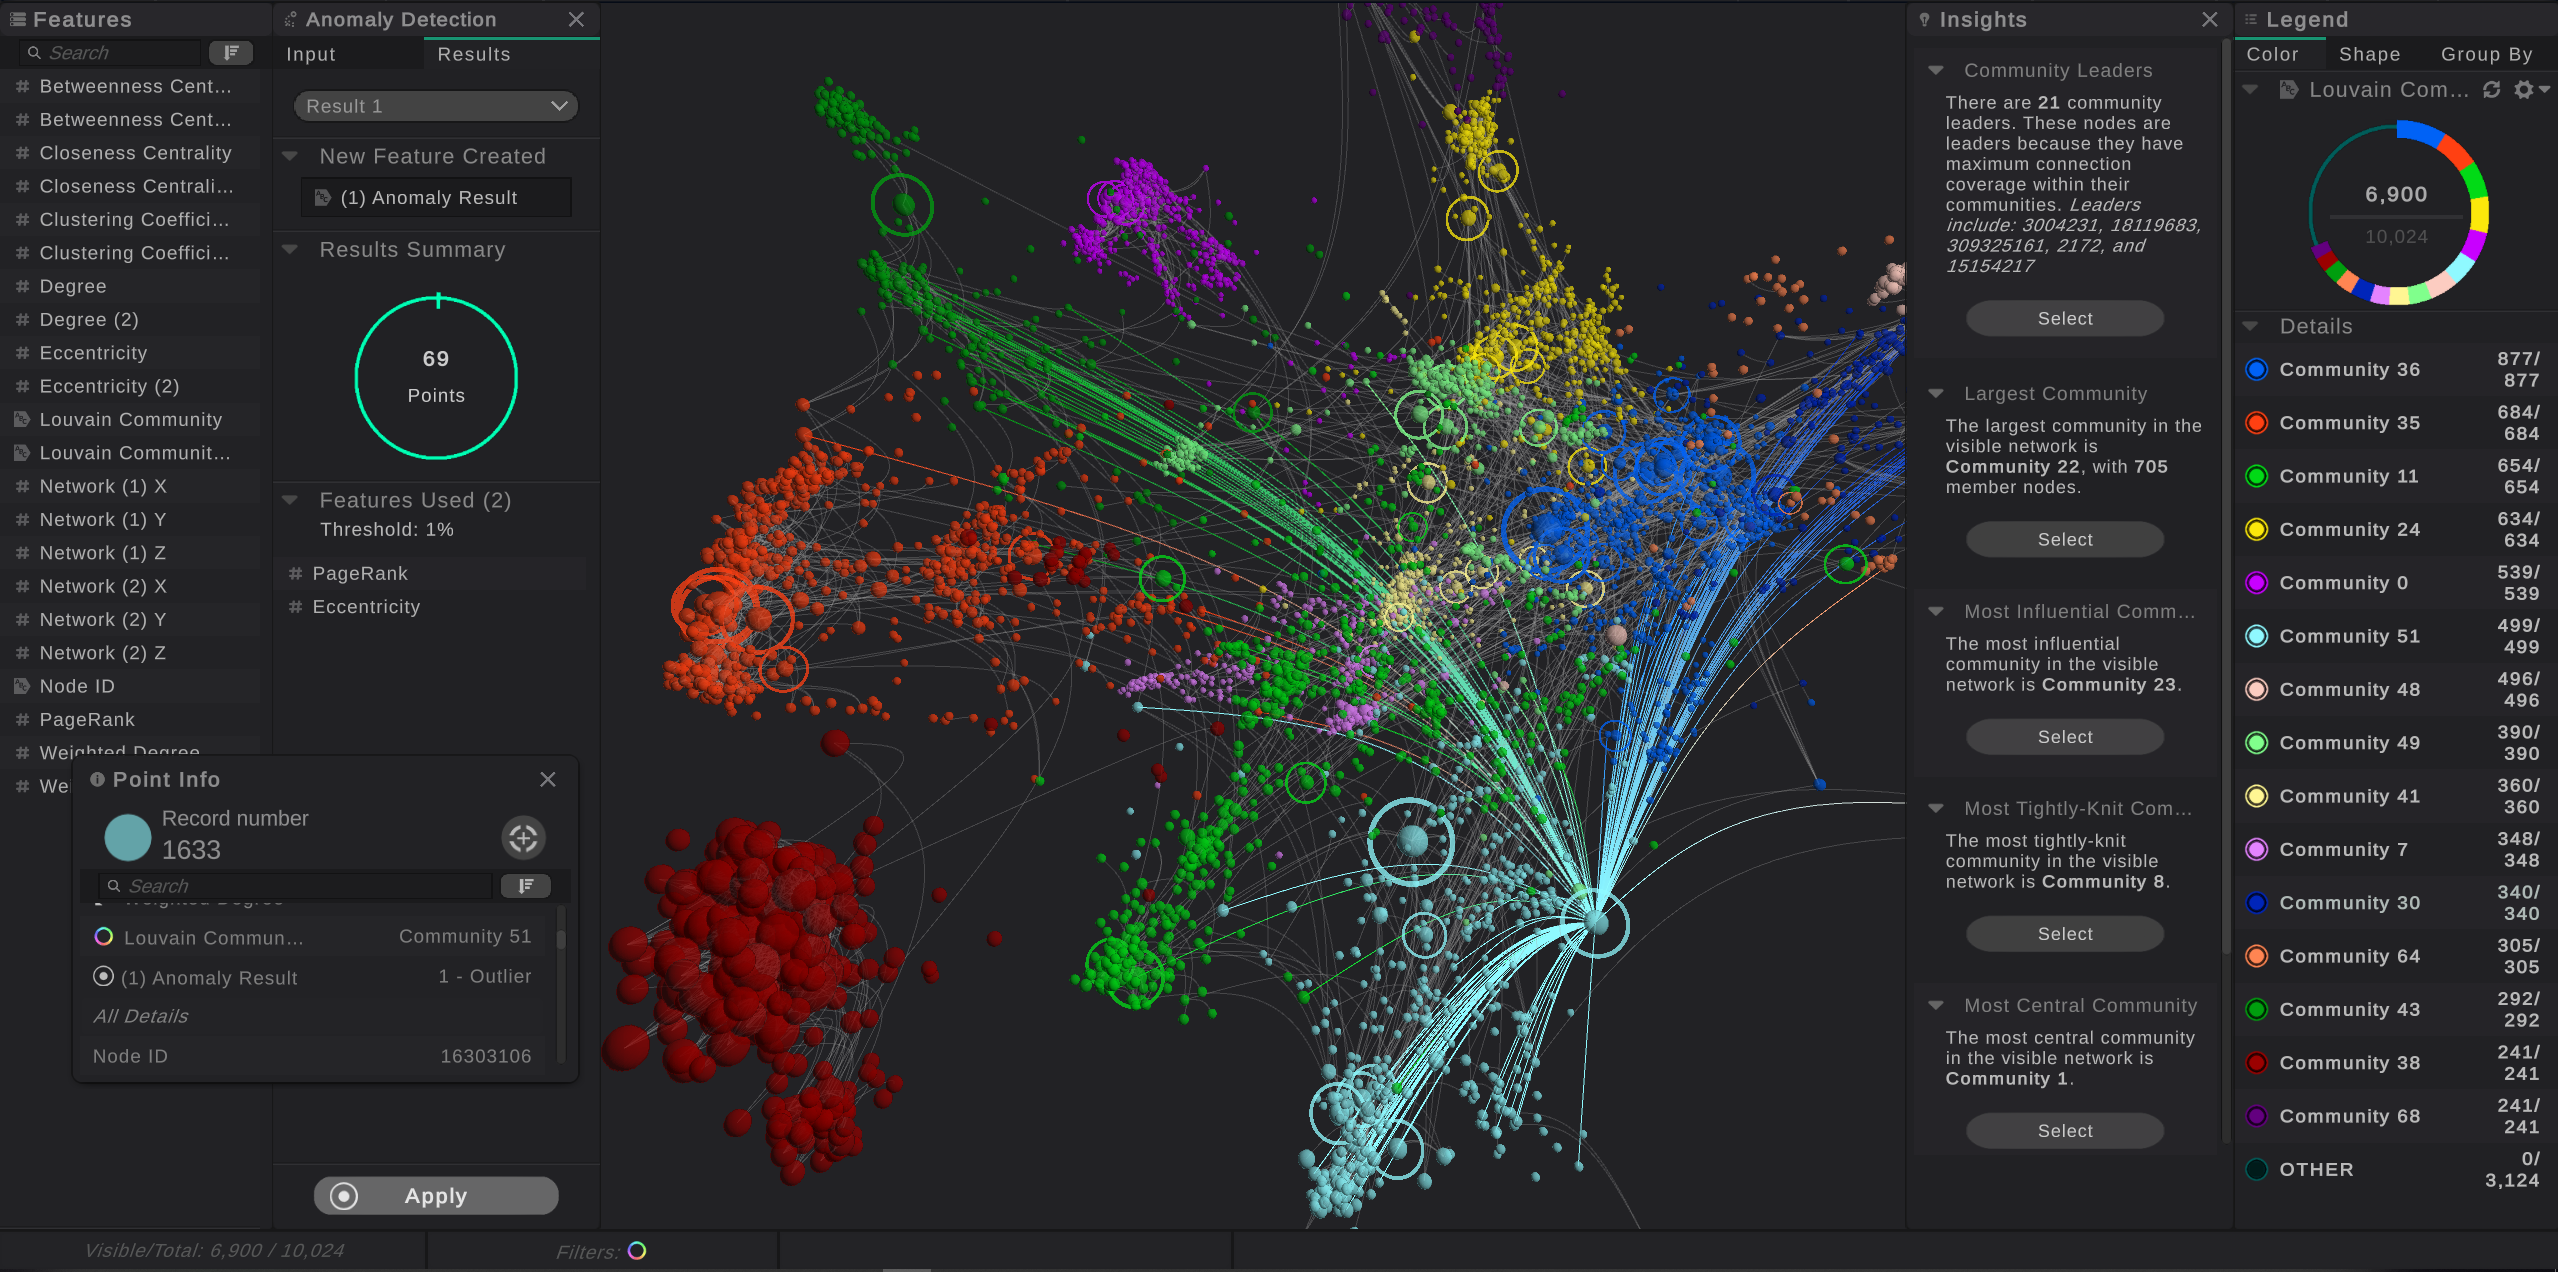 Features
Search
Betweenness Cent...
Betweenness Cent...
Closeness Centrality
Closeness Centrali...
Clustering Coeffici...
Clustering Coeffici...
Degree
Degree (2)
Eccentricity
Eccentricity (2)
Louvain Community
Louvain Communit...
Network (1) X
Network (1) Y
Network (1) Z
Network (2) X
Network (2) Y
Network (2) Z
Node ID
PageRank
Weighted Degree
Wei
Anomaly Detection
Input
Results
Result 1
New Feature Created
(1) Anomaly Result
Results Summary
69
Points
Features Used (2)
Threshold: 1%
PageRank
Eccentricity
Point Info
Record number
1633
Search
Weighted Degree
Louvain Commun...
Community 51
(1) Anomaly Result
1 - Outlier
All Details
Node ID
16303106
Apply
Insights
Community Leaders
There are 21 community
leaders. These nodes are
leaders because they have
maximum connection
coverage within their
communities. Leaders
include: 3004231, 18119683,
309325161, 2172, and
15154217
Select
Largest Community
The largest community in the
visible network is
Community 22, with 705
member nodes.
Select
Most Influential Comm...
The most influential
community in the visible
network is Community 23.
Select
Most Tightly-Knit Com...
The most tightly-knit
community in the visible
network is Community 8.
Select
Most Central Community
The most central community
in the visible network is
Community 1.
Select
Legend
Color
Shape
Group By
Louvain Com...
6,900
10,024
Details
Community 36
877/
877
Community 35
684/
684
Community 11
654/
654
Community 24
634/
634
Community 0
539/
539
Community 51
499/
499
Community 48
496/
496
Community 49
390/
390
Community 41
360/
360
Community 7
348/
348
Community 30
340/
340
Community 64
305/
305
Community 43
292/
292
Community 38
241/
241
Community 68
241/
241
OTHER
0/
3,124
Visible/Total: 6,900 / 10,024
Filters: